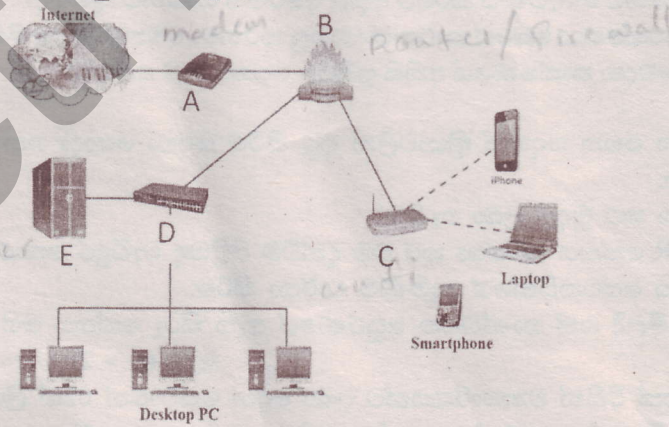 Internet
modem
B
Router/firewall
A
iPhone
E
D
C
Laptop
Smartphone
Desktop PC